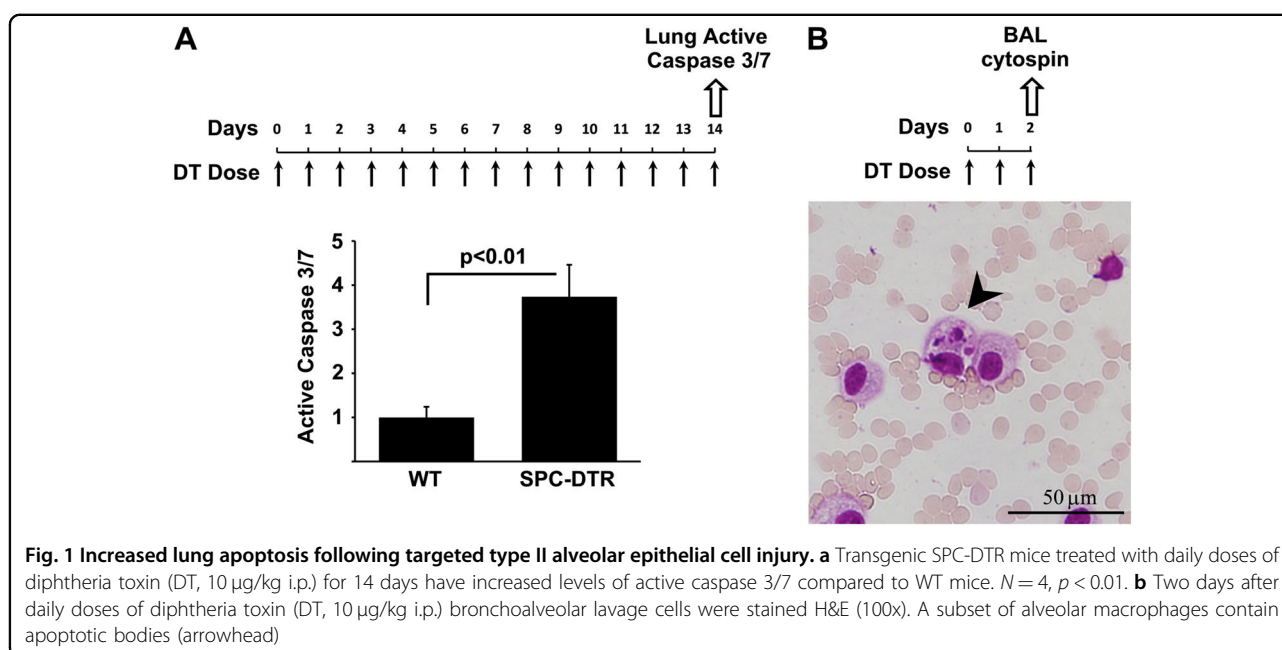 A
Lung Active
Caspase 3/7
Days 0 1 2 3 4 5 6 7 8 9 10 11 12 13 14
DT Dose
Active Caspase 3/7
5
4
3
2
1
p<0.01
WT SPC-DTR
B
BAL
cytospin
Days 0 1 2
DT Dose
50 µm
Fig. 1 Increased lung apoptosis following targeted type II alveolar epithelial cell injury. a Transgenic SPC-DTR mice treated with daily doses of
diphtheria toxin (DT, 10 µg/kg i.p.) for 14 days have increased levels of active caspase 3/7 compared to WT mice. N = 4, p < 0.01. b Two days after
daily doses of diphtheria toxin (DT, 10 µg/kg i.p.) bronchoalveolar lavage cells were stained H&E (100x). A subset of alveolar macrophages contain
apoptotic bodies (arrowhead)